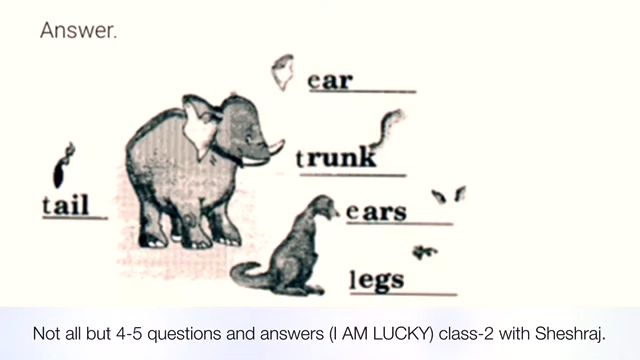 Answer.
ear
trunk
tail
ears
legs
Not all but 4-5 questions and answers (I AM LUCKY) class-2 with Sheshraj.